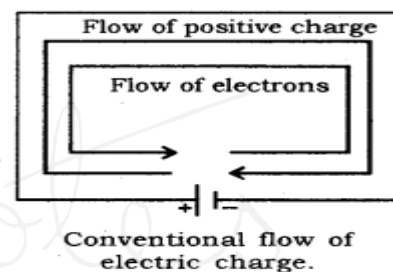 Flow of positive charge
Flow of electrons
+ −
Conventional flow of
electric charge.